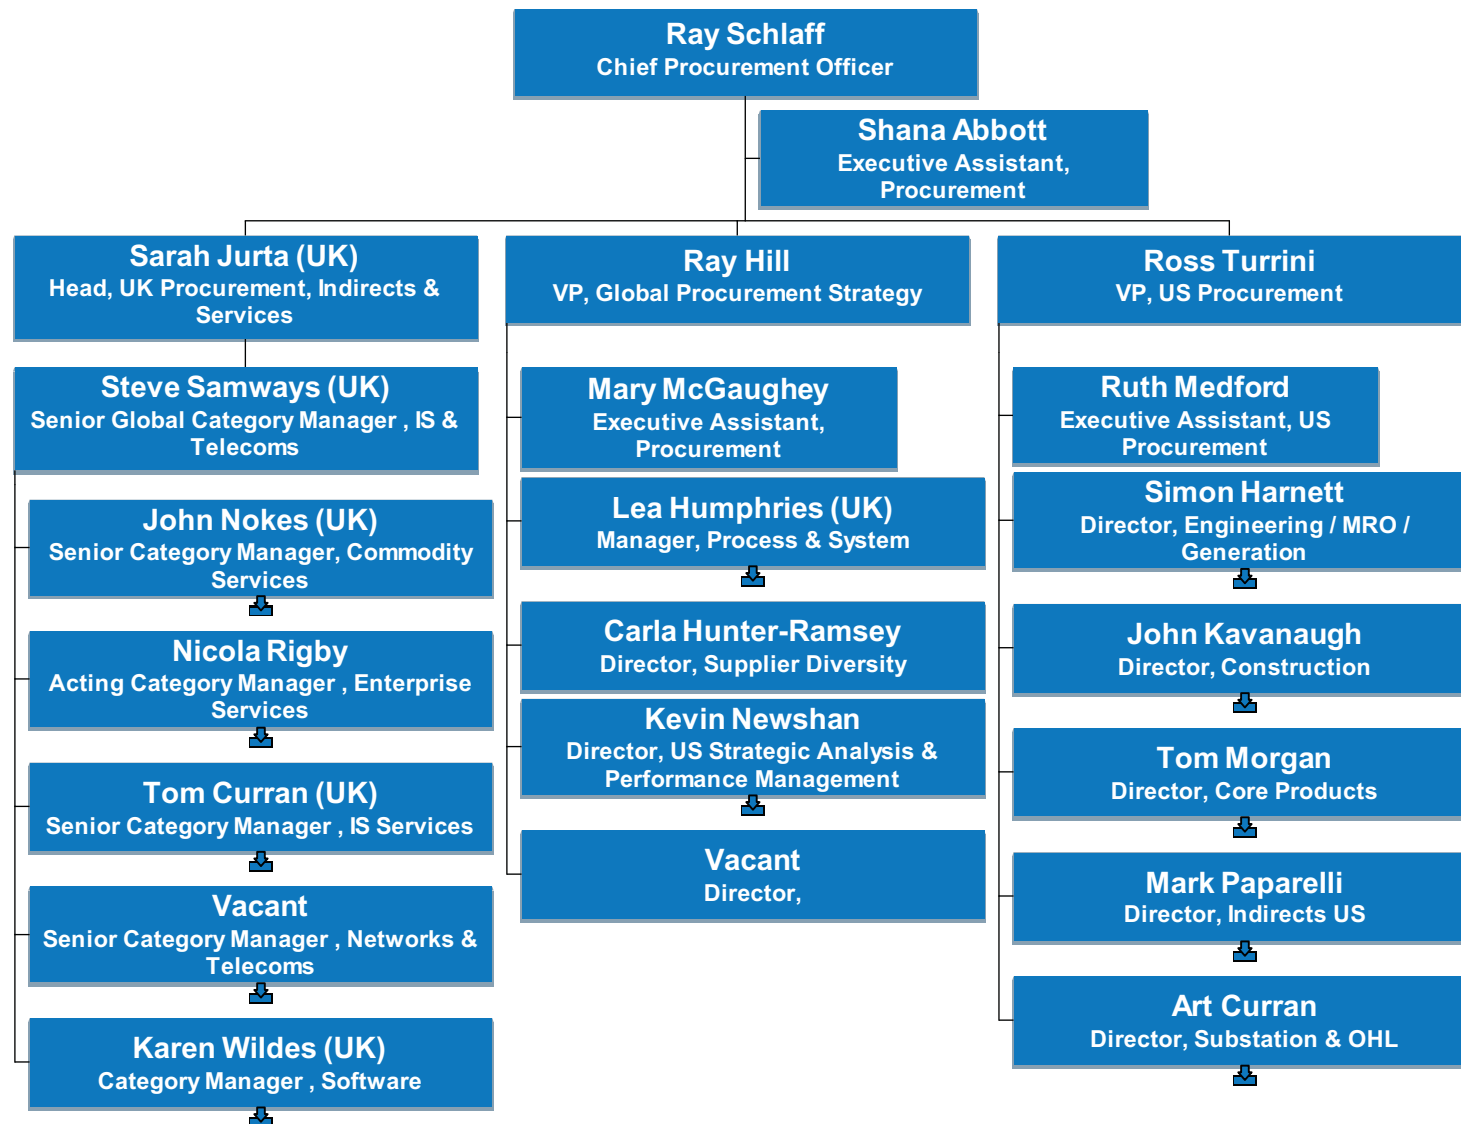 Ray Schlaff
Chief Procurement Officer
Shana Abbott
Executive Assistant,
Procurement
Sarah Jurta (UK)
Head, UK Procurement, Indirects &
Services
Steve Samways (UK)
Senior Global Category Manager , IS &
Telecoms
John Nokes (UK)
Senior Category Manager, Commodity
Services
Nicola Rigby
Acting Category Manager , Enterprise
Services
Tom Curran (UK)
Senior Category Manager , IS Services
Vacant
Senior Category Manager , Networks &
Telecoms
Karen Wildes (UK)
Category Manager , Software
Ray Hill
VP, Global Procurement Strategy
Mary McGaughey
Executive Assistant,
Procurement
Lea Humphries (UK)
Manager, Process & System
Carla Hunter-Ramsey
Director, Supplier Diversity
Kevin Newshan
Director, US Strategic Analysis &
Performance Management
Vacant
Director,
Ross Turrini
VP, US Procurement
Ruth Medford
Executive Assistant, US
Procurement
Simon Harnett
Director, Engineering / MRO /
Generation
John Kavanaugh
Director, Construction
Tom Morgan
Director, Core Products
Mark Paparelli
Director, Indirects US
Art Curran
Director, Substation & OHL